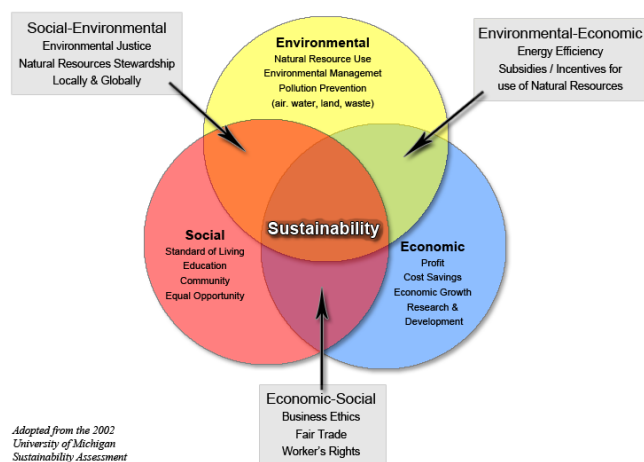 Social-Environmental
Environmental Justice
Natural Resources Stewardship
Locally & Globally
Environmental
Natural Resource Use
Environmental Managemet
Pollution Prevention
(air. water, land, waste)
Environmental-Economic
Energy Efficiency
Subsidies / Incentives for
use of Natural Resources
Sustainability
Social
Standard of Living
Education
Community
Equal Opportunity
Economic
Profit
Cost Savings
Economic Growth
Research &
Development
Economic-Social
Business Ethics
Fair Trade
Worker's Rights
Adopted from the 2002
University of Michigan
Sustainability Assessment